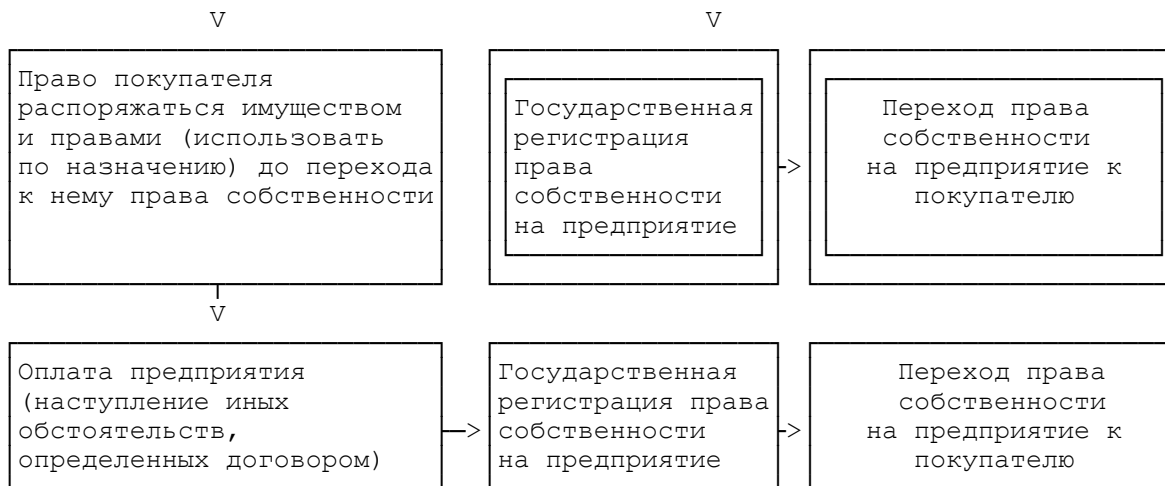 V V
Право покупателя
распоряжаться имуществом
и правами (использовать
по назначению) до перехода
к нему права собственности
Государственная
регистрация
права
собственности
на предприятие
->
Переход права
собственности
на предприятие к
покупателю
V
Оплата предприятия
(наступление иных
обстоятельств,
определенных договором)
—>
Государственная
регистрация права
собственности
на предприятие
->
Переход права
собственности
на предприятие к
покупателю